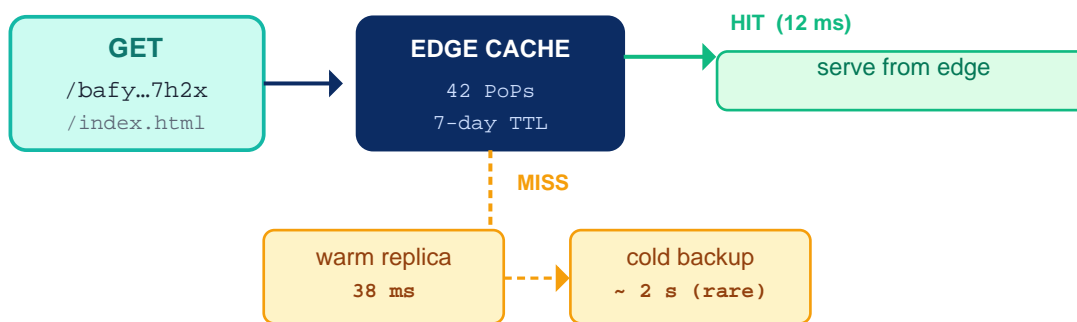 GET
/bafy…7h2x
/index.html
EDGE CACHE
42 PoPs
7-day TTL
HIT (12 ms)
serve from edge
MISS
warm replica
38 ms
cold backup
~ 2 s (rare)